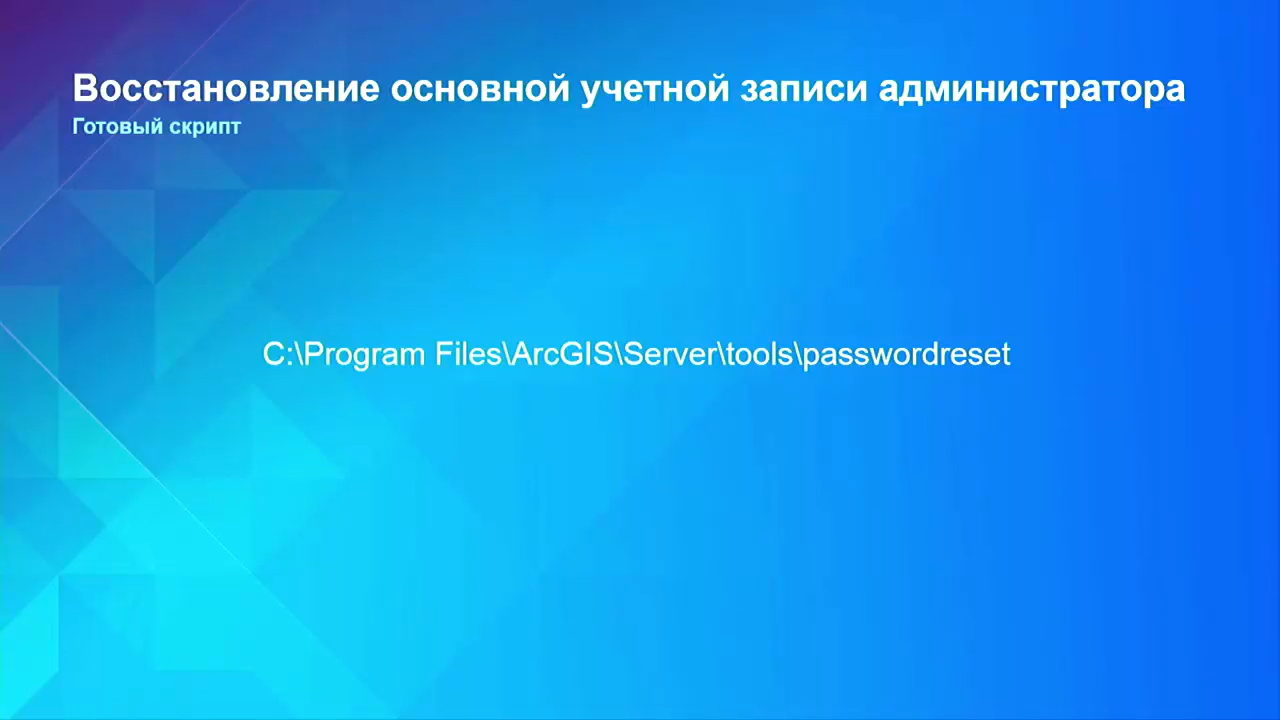 Восстановление основной учетной записи администратора
Готовый скрипт
C:\Program Files\ArcGIS\Server\tools\passwordreset